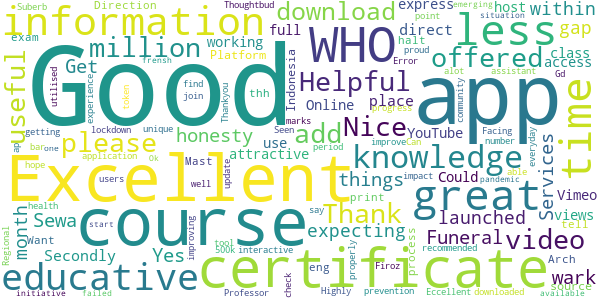 Suberb Direction Thoughtbud express point emerging
information download host within situation
exam million working full direct halt proud gap
useful Get Platform WHO less offered class access
Good frensh find join thh Indonesia Error alot assistant
utilised experience token Thankyou Helpful place app Gd
bar one honesty add marks Online YouTube progress community
getting lockdown unique Seen Nice improve Can Facing number everyday time
please attractive use period knowledge able
application Ok Mast update things impact pandemic
hope users well Excellent print Could great Services Vimeo
health month Sewa Yes Thank launched views
Want start improving course say expecting process Funeral video tell
Regional Secondly 500k tool interactive properly recommended Arch
educative check eng Firoz certificate wark source
initiative failed Professor Highly prevention Eccellent downloaded available